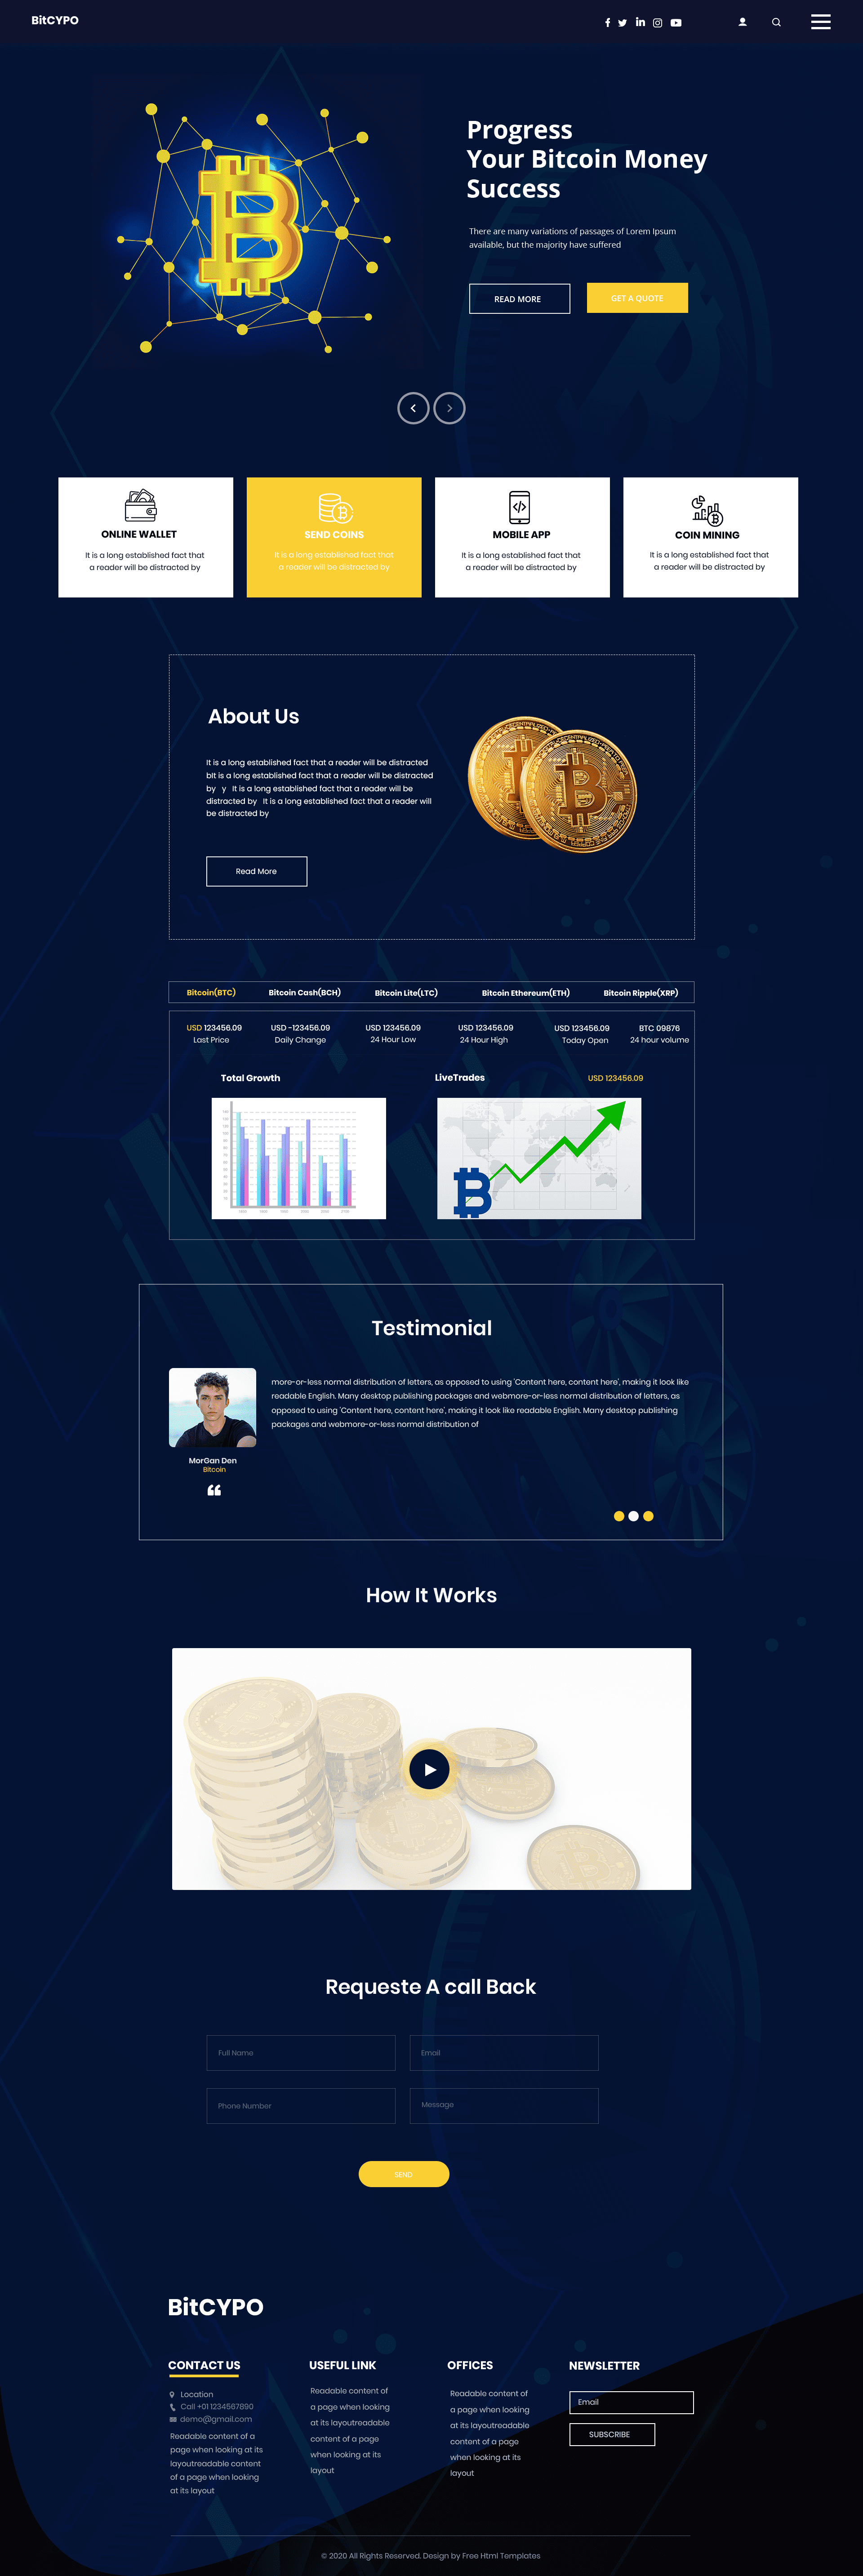 BitCYPO
Progress
Your Bitcoin Money
Success
There are many variations of passages of Lorem Ipsum
available, but the majority have suffered
READ MORE
GET A QUOTE
ONLINE WALLET
It is a long established fact that
a reader will be distracted by
SEND COINS
It is a long established fact that
a reader will be distracted by
MOBILE APP
It is a long established fact that
a reader will be distracted by
COIN MINING
It is a long established fact that
a reader will be distracted by
About Us
It is a long established fact that a reader will be distracted
bIt is a long established fact that a reader will be distracted
by y It is a long established fact that a reader will be
distracted by It is a long established fact that a reader will
be distracted by
Read More
Bitcoin(BTC)
Bitcoin Cash(BCH)
Bitcoin Lite(LTC)
Bitcoin Ethereum(ETH)
Bitcoin Ripple(XRP)
USD 123456.09
Last Price
USD -123456.09
Daily Change
USD 123456.09
24 Hour Low
USD 123456.09
24 Hour High
USD 123456.09
Today Open
BTC 09876
24 hour volume
Total Growth
LiveTrades
USD 123456.09
Testimonial
more-or-less normal distribution of letters, as opposed to using 'Content here, content here', making it look like
readable English. Many desktop publishing packages and webmore-or-less normal distribution of letters, as
opposed to using 'Content here, content here', making it look like readable English. Many desktop publishing
packages and webmore-or-less normal distribution of
MorGan Den
Bitcoin
How It Works
Requeste A call Back
Full Name
Email
Phone Number
Message
SEND
BitCYPO
CONTACT US
Location
Call +01 1234567890
demo@gmail.com
Readable content of a
page when looking at its
layoutreadable content
of a page when looking
at its layout
USEFUL LINK
Readable content of
a page when looking
at its layoutreadable
content of a page
when looking at its
layout
OFFICES
Readable content of
a page when looking
at its layoutreadable
content of a page
when looking at its
layout
NEWSLETTER
Email
SUBSCRIBE
© 2020 All Rights Reserved. Design by Free Html Templates